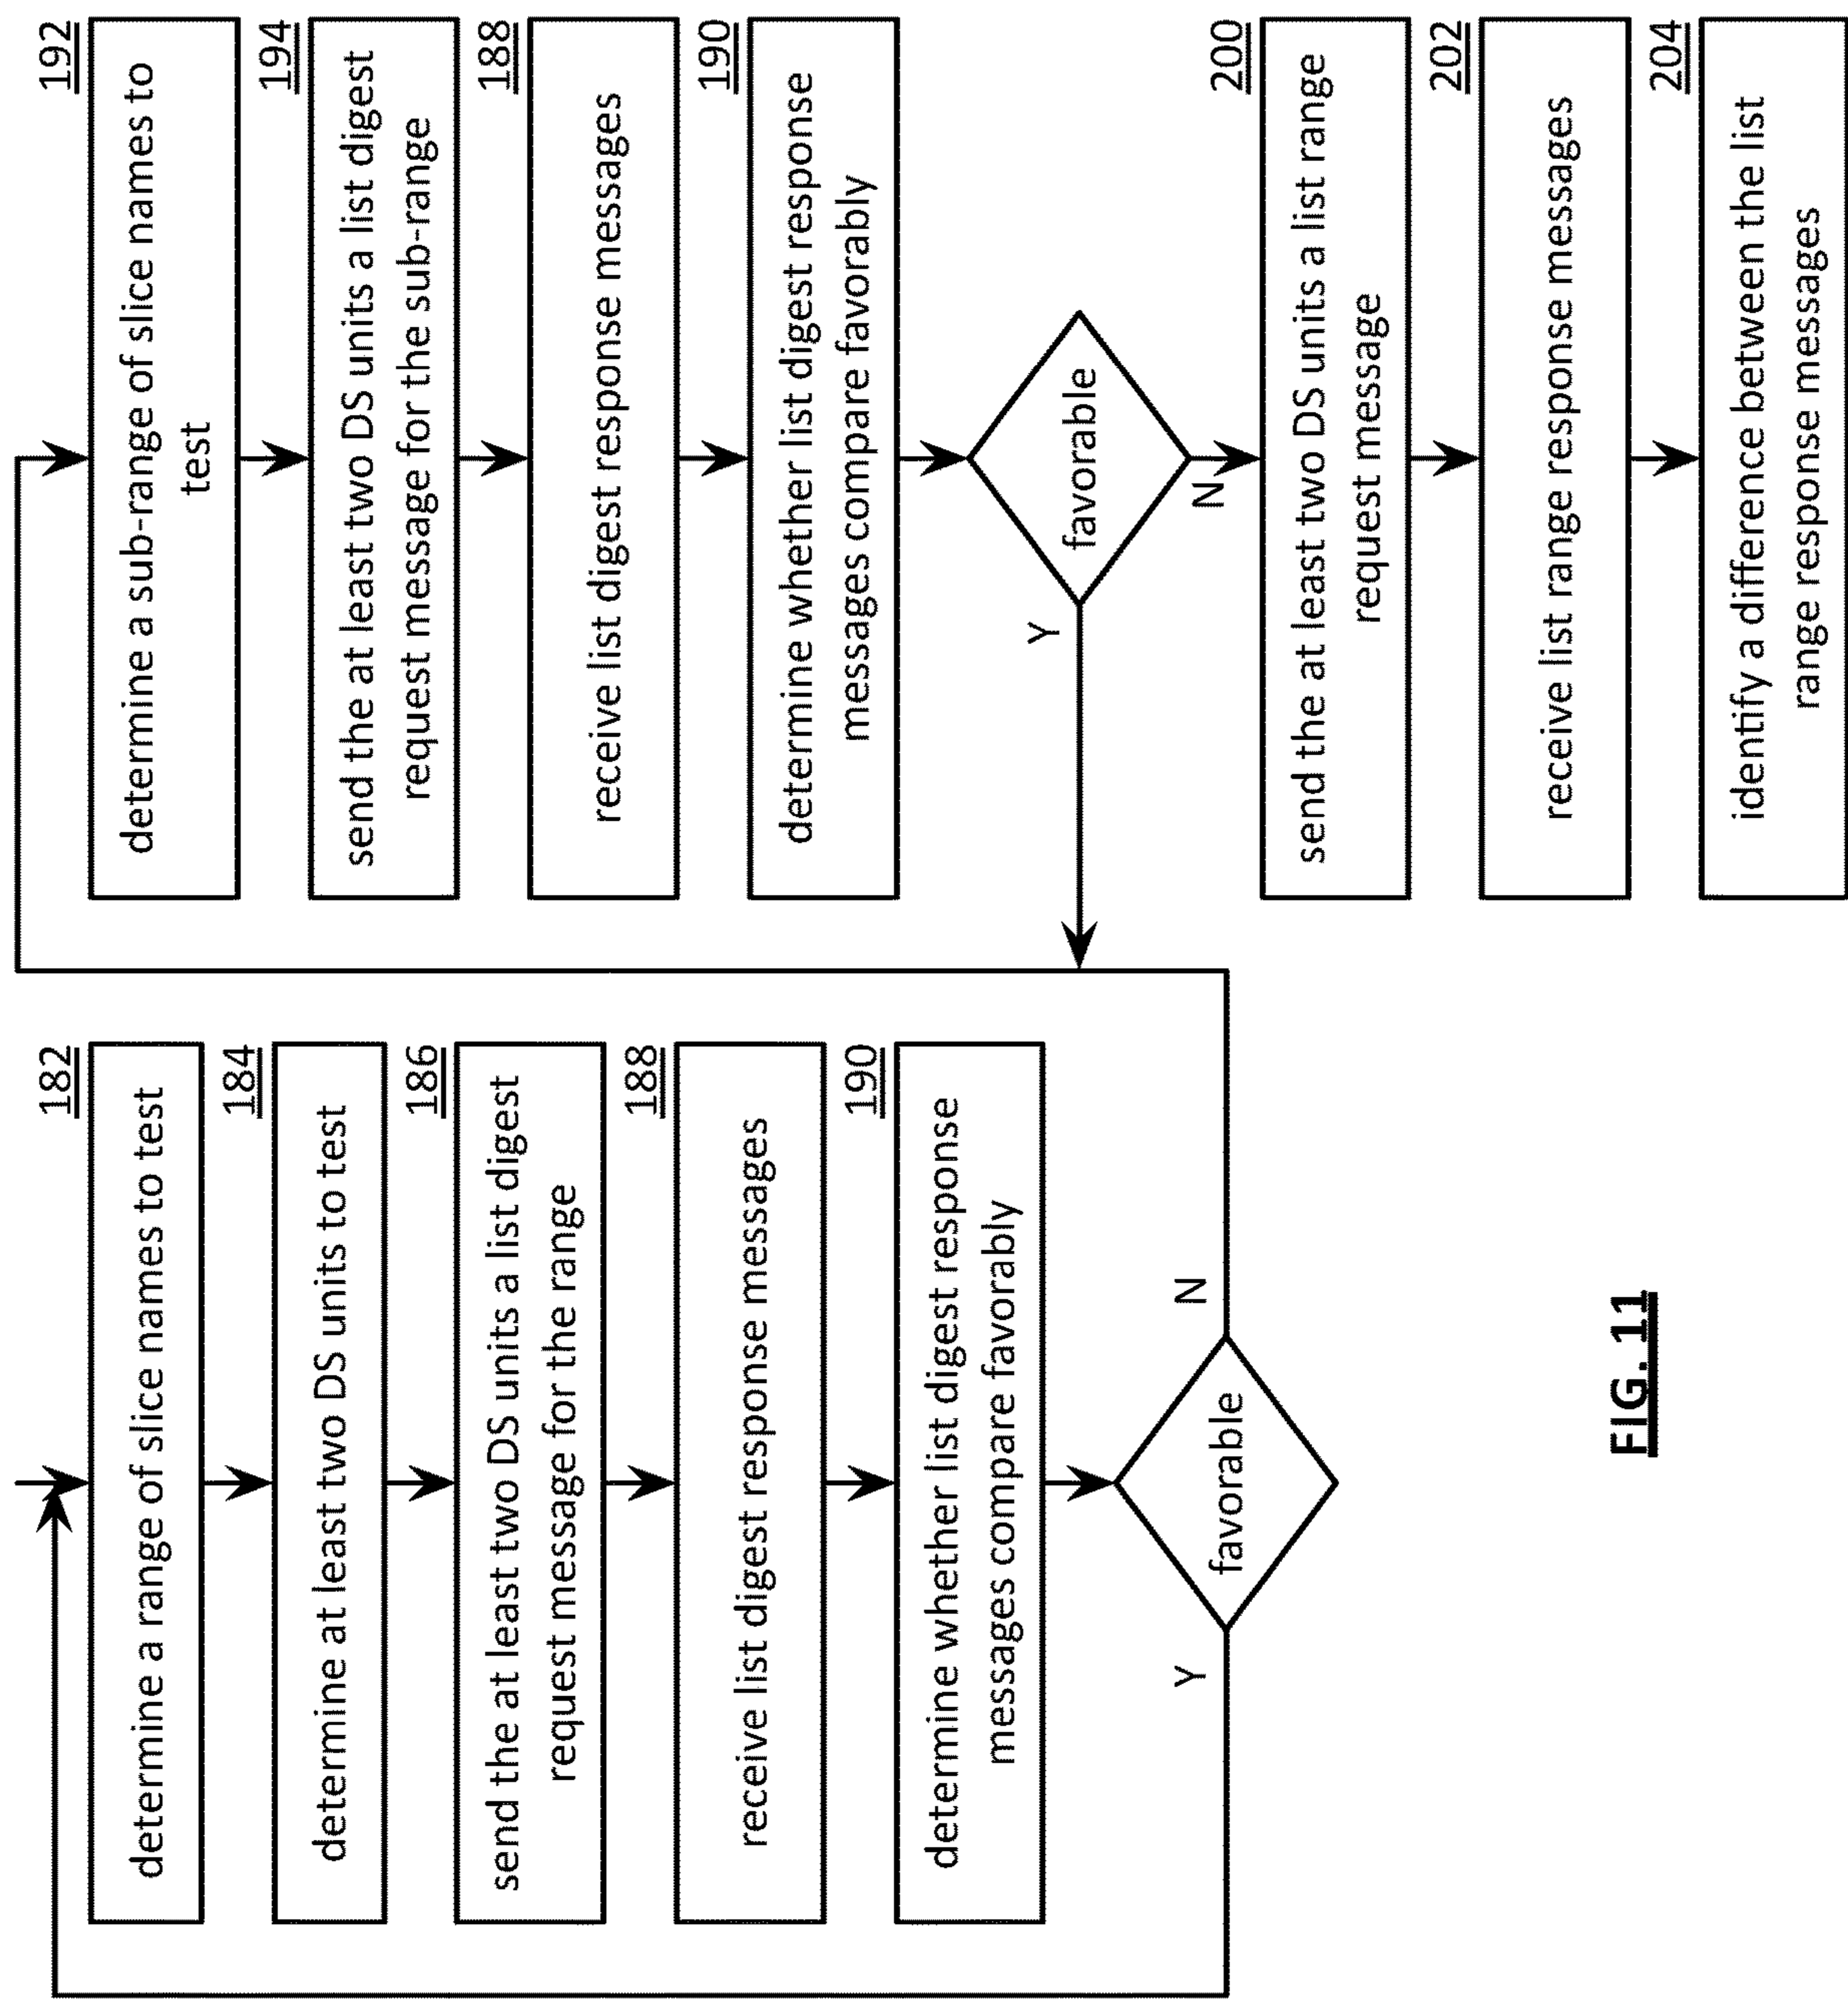 182
determine a range of slice names to test
184
determine at least two DS units to test
186
send the at least two DS units a list digest
request message for the range
188
receive list digest response messages
190
determine whether list digest response
messages compare favorably
favorable
Y
N
192
determine a sub-range of slice names to
test
194
send the at least two DS units a list digest
request message for the sub-range
188
receive list digest response messages
190
determine whether list digest response
messages compare favorably
favorable
Y
N
200
send the at least two DS units a list range
request message
202
receive list range response messages
204
identify a difference between the list
range response messages
FIG. 11